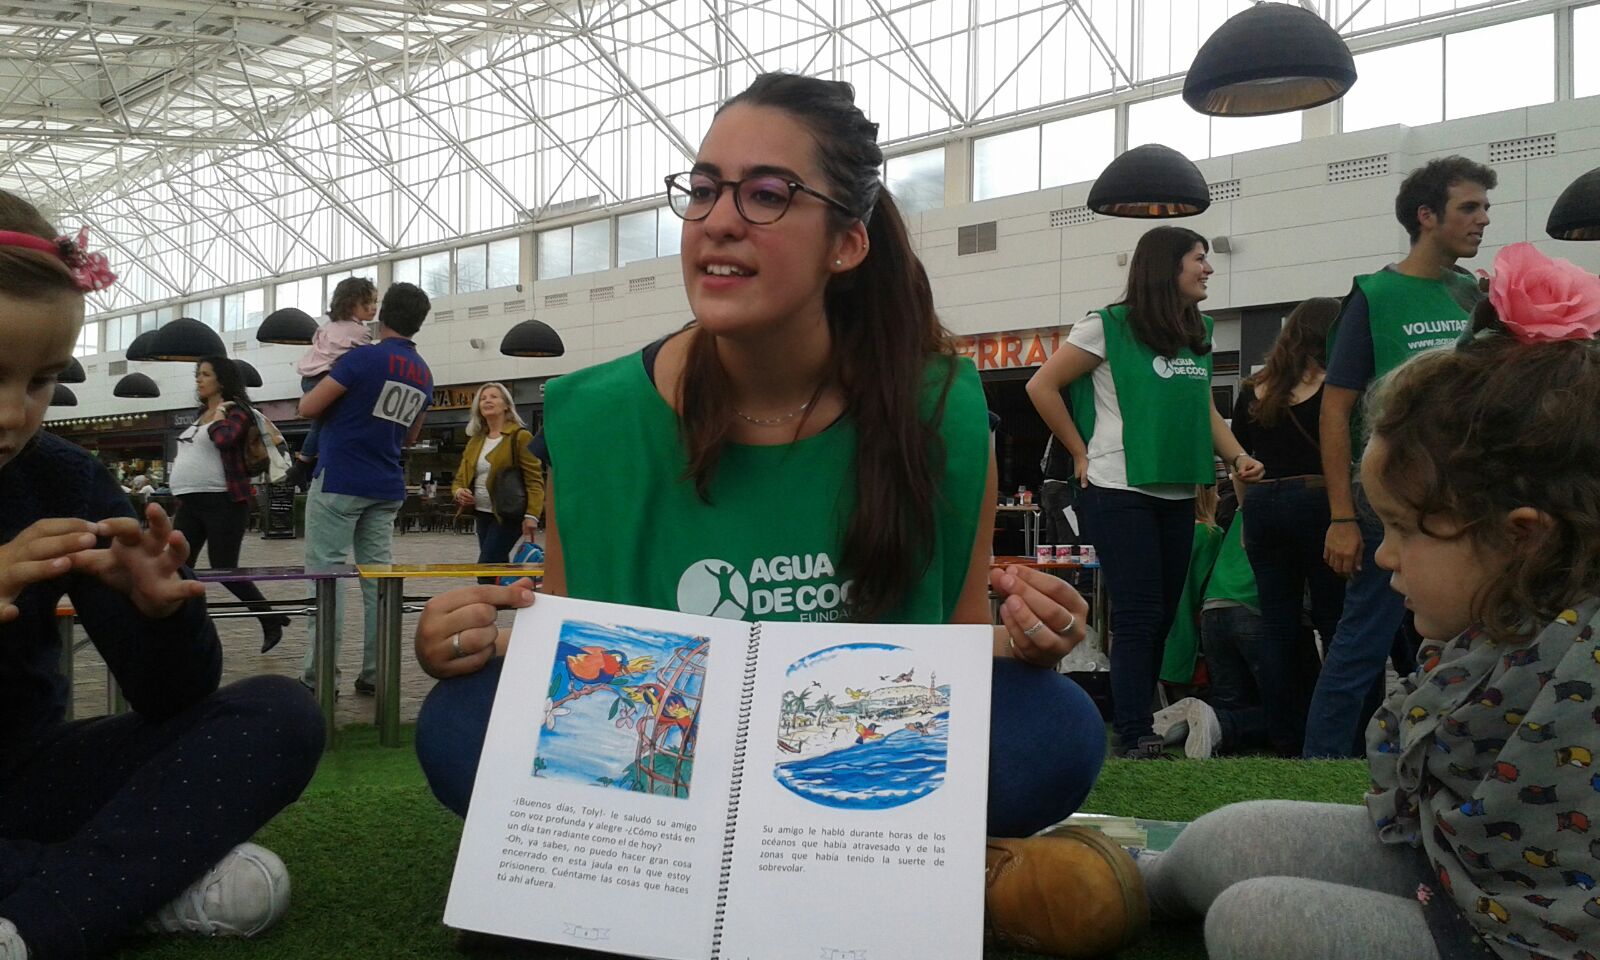 ITALY
012
VOLUNTAR
WWW.
AGUA
DE COCO
AGUA
DE COCO
FUNDA
-¡Buenos días, Toly!- le saludó su amigo
con voz profunda y alegre -¿Cómo estás en
un día tan radiante como el de hoy?
-Oh, ya sabes, no puedo hacer gran cosa
encerrado en esta jaula en la que estoy
prisionero. Cuéntame las cosas que haces
tú ahí afuera.
Su amigo le habló durante horas de los
océanos que había atravesado y de las
zonas que había tenido la suerte de
sobrevolar.